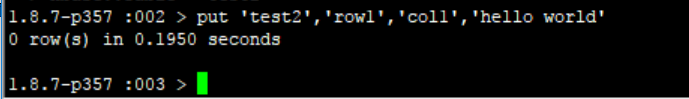 1.8.7-p357 :002 > put 'test2','row1','col1','hello world'
0 row(s) in 0.1950 seconds
1.8.7-p357 :003 >